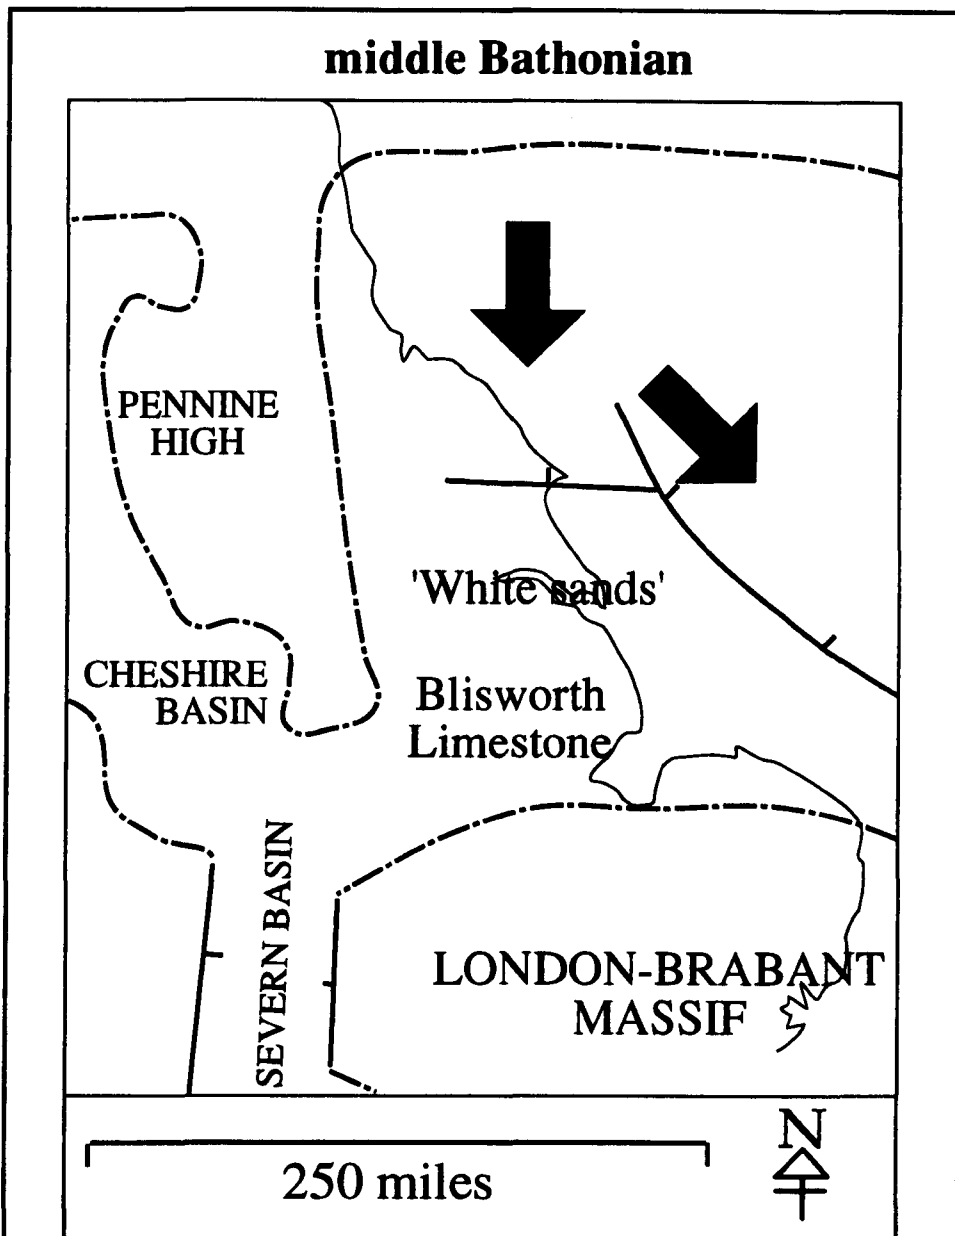 middle Bathonian
PENNINE
HIGH
'White sands'
CHESHIRE
BASIN
Blisworth
Limestone
SEVERN BASIN
LONDON-BRABANT
MASSIF
250 miles
N